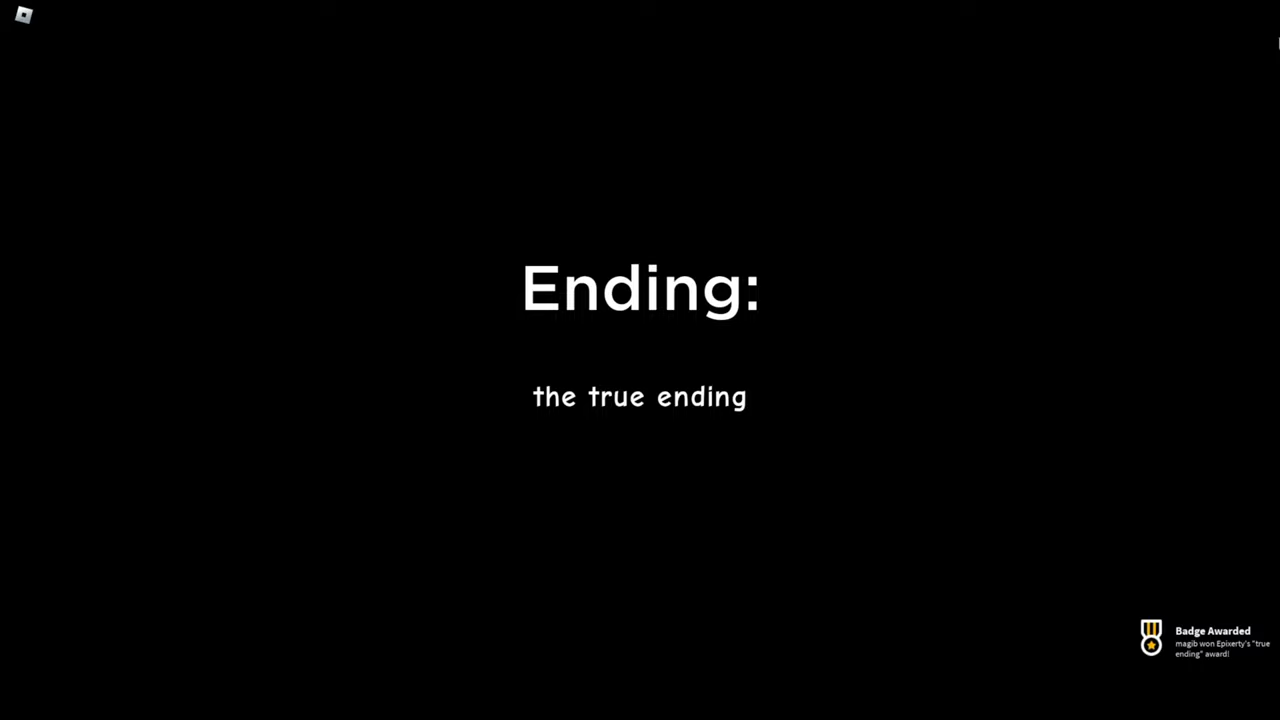 Ending:
the true ending
Badge Awarded
magib won Epixerty's "true
ending" award!